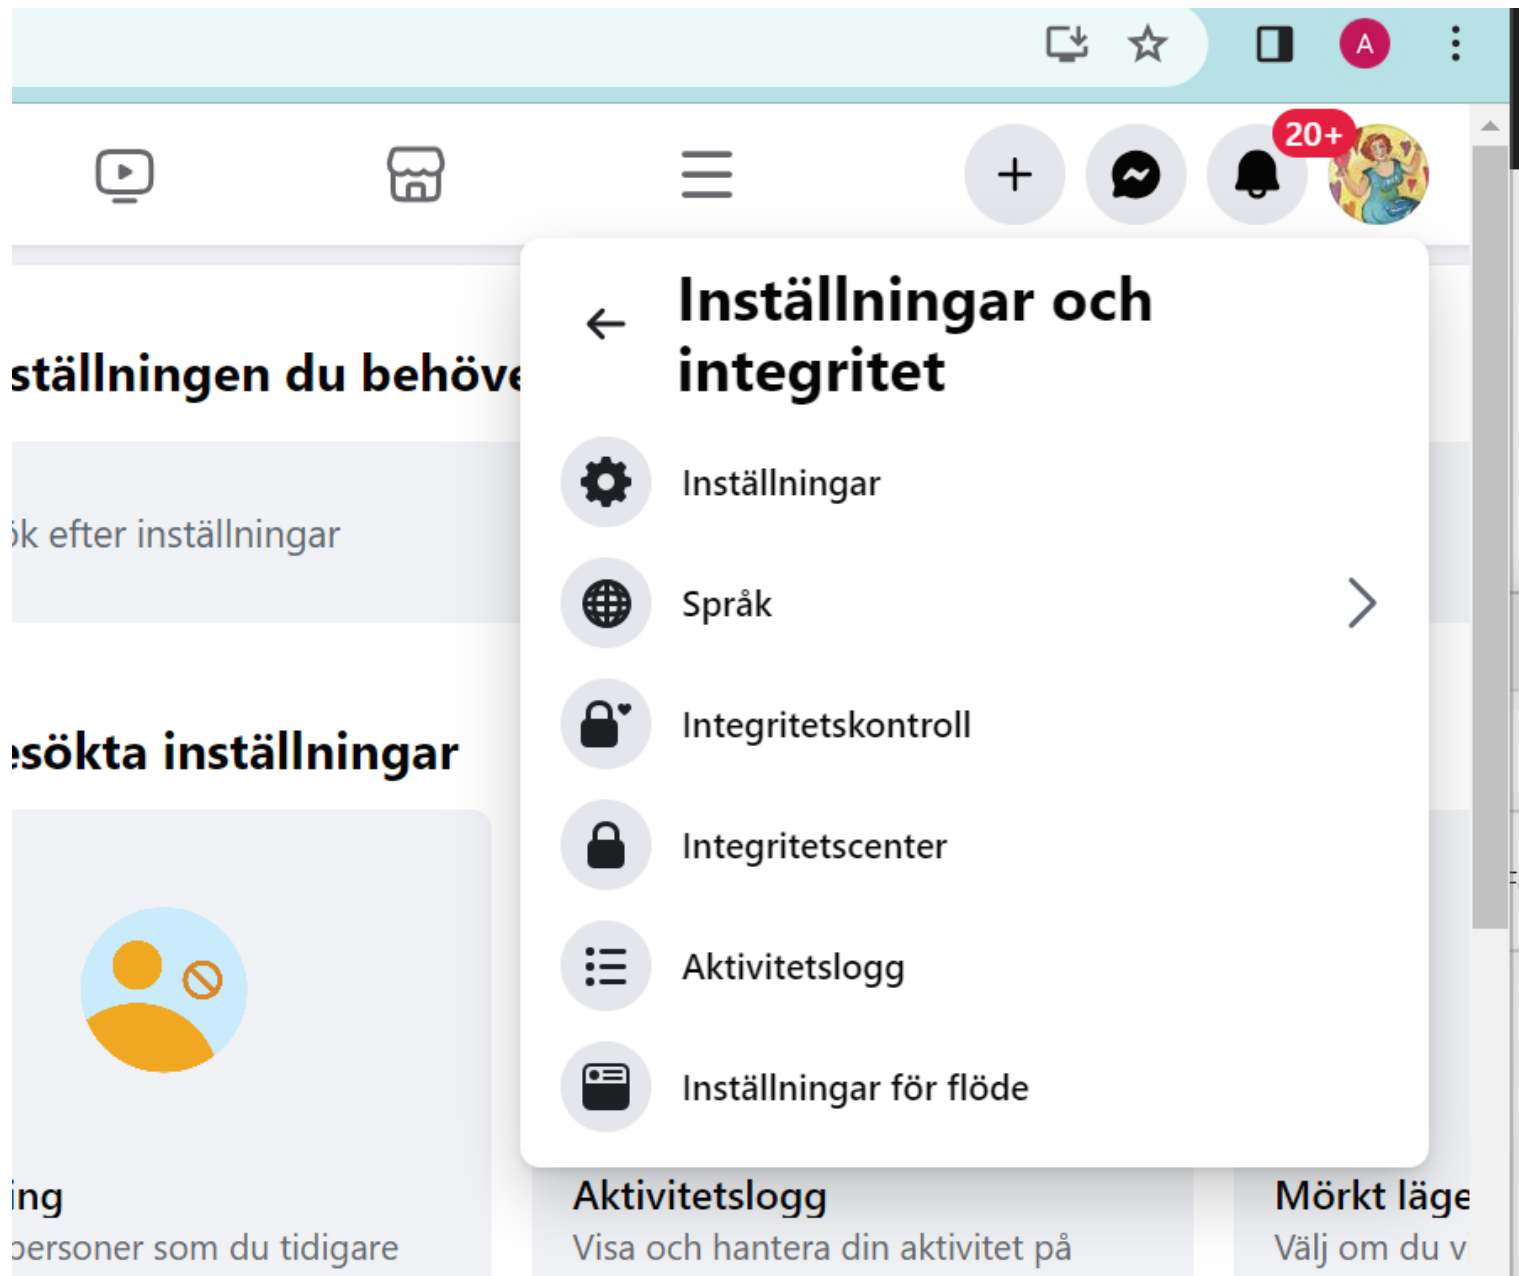 A
20+
Inställningar och
integritet
ställningen du behöve
Inställningar
ök efter inställningar
Språk
Integritetskontroll
esökta inställningar
Integritetscenter
Aktivitetslogg
Inställningar för flöde
ing
Aktivitetslogg
Mörkt läge
personer som du tidigare
Visa och hantera din aktivitet på
Välj om du v